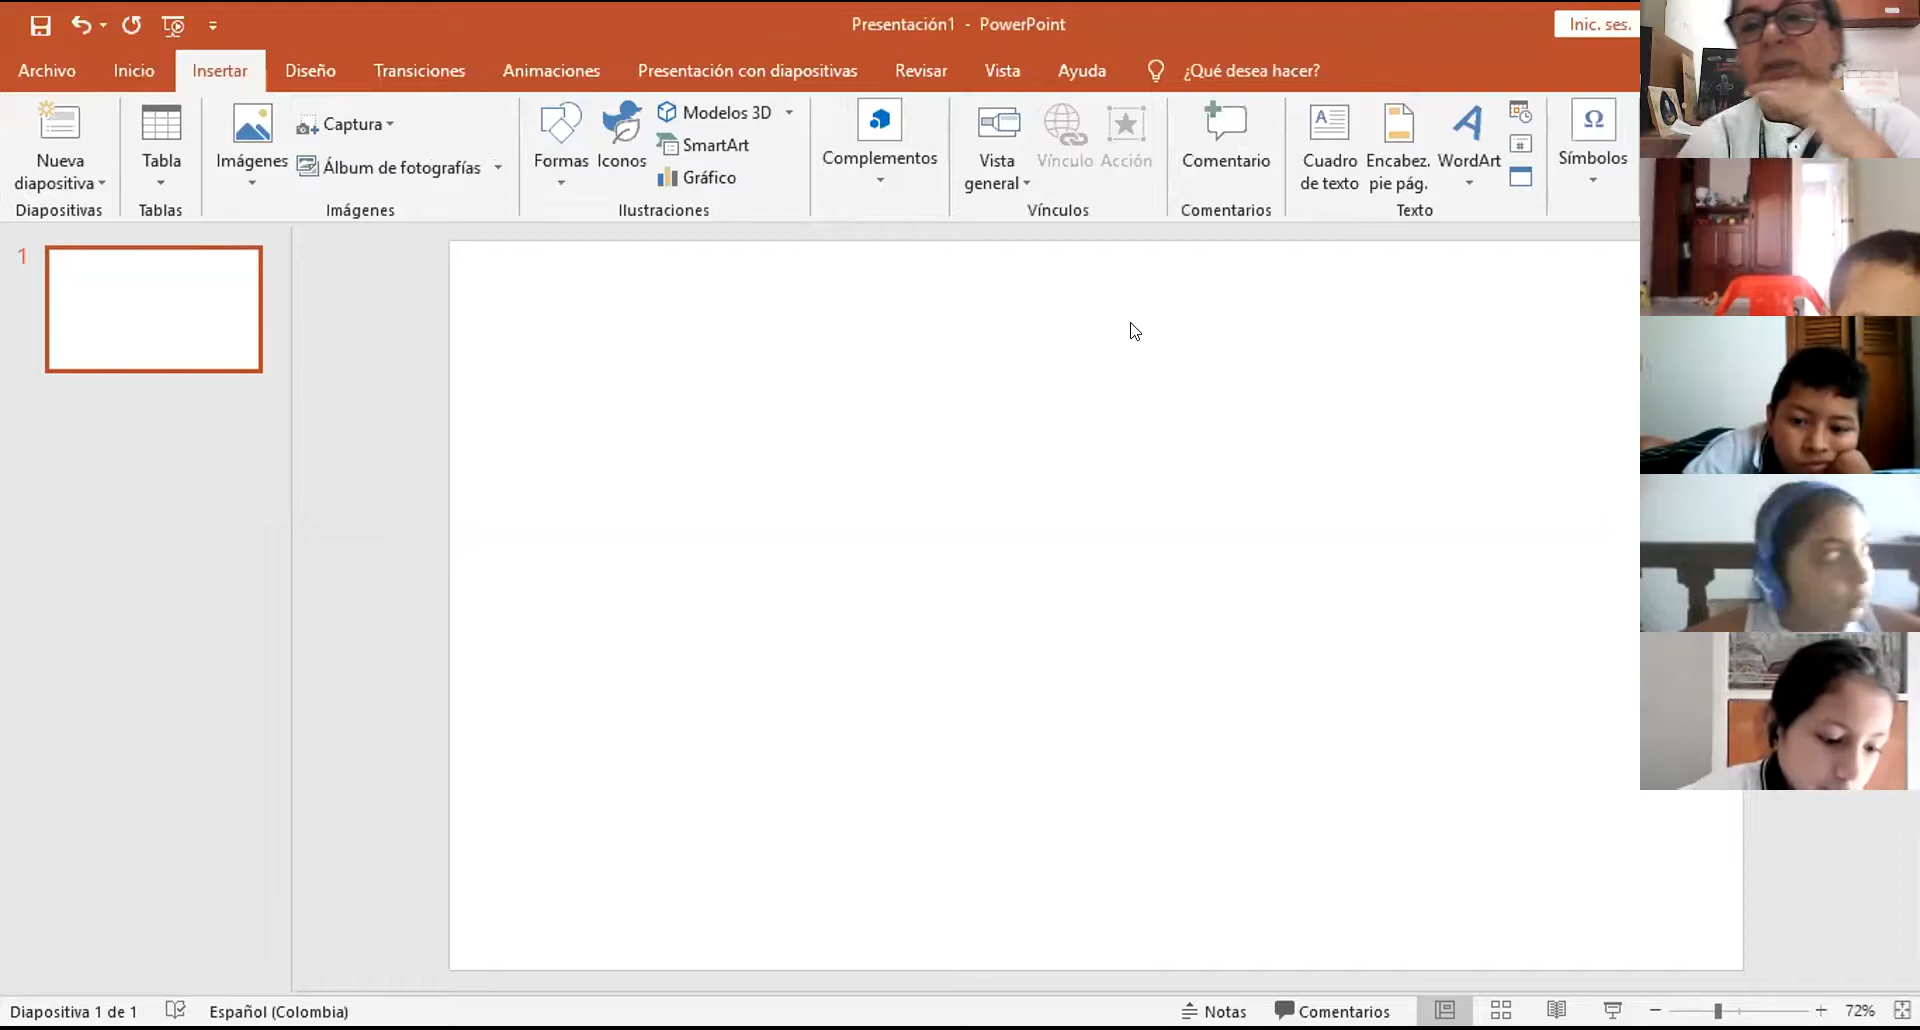 Presentación1 - PowerPoint
Inic. ses.
Archivo Inicio Insertar Diseño Transiciones Animaciones Presentación con diapositivas Revisar Vista Ayuda ¿Qué desea hacer?
Nueva diapositiva
Tabla
Imágenes
Captura
Álbum de fotografías
Formas
Iconos
Modelos 3D
SmartArt
Gráfico
Complementos
Vista general
Vínculo
Acción
Comentario
A
Cuadro de texto
Encabez. pie pág.
A
WordArt
#
Ω
Símbolos
Diapositivas Tablas Imágenes Ilustraciones Vínculos Comentarios Texto
1
Diapositiva 1 de 1 Español (Colombia) Notas Comentarios 72%